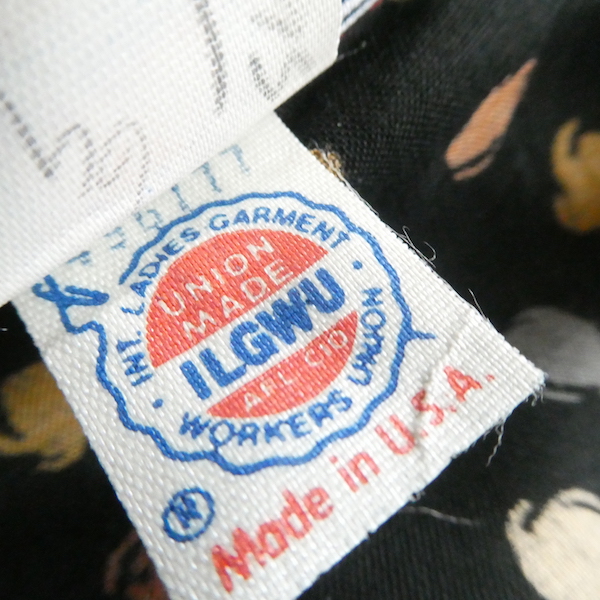 INT. LADIES GARMENT
UNION
MADE
ILGWU
AFL CIO
WORKERS UNION
Made in U.S.A.